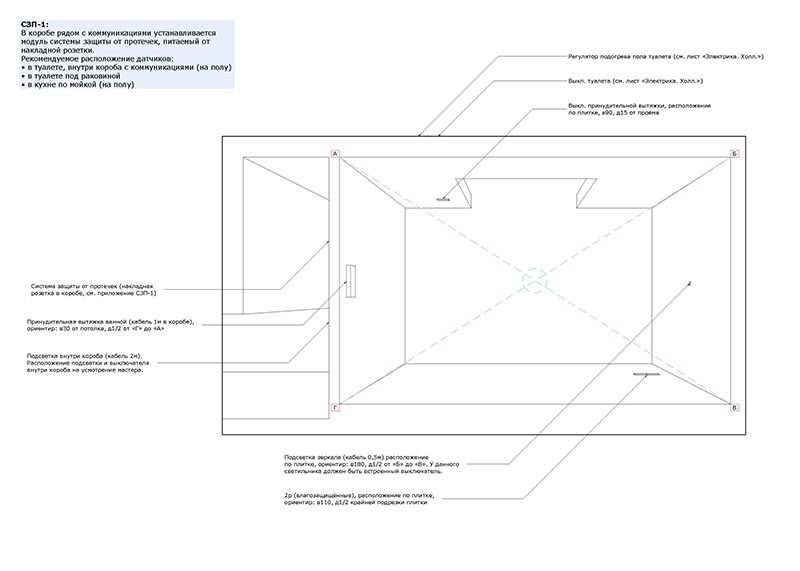 СЗП-1:
В коробе рядом с коммуникациями устанавливается
модуль системы защиты от протечек, питаемый от
накладной розетки.
Рекомендуемое расположение датчиков:
• в туалете, внутри короба с коммуникациями (на полу)
• в туалете под раковиной
• в кухне по мойкой (на полу)
Регулятор подогрева пола туалета (см. лист «Электрика. Холл.»)
Выкл. туалета (см. лист «Электрика. Холл.»)
Выкл. принудительной вытяжки, расположение
по плитке, в90, д15 от проёма
А
Б
Система защиты от протечек (накладная
розетка в коробе, см. приложение СЗП-1)
Принудительная вытяжка ванной (кабель 1м в коробе),
ориентир: в30 от потолка, д1/2 от «Г» до «А»
Подсветка внутри короба (кабель 2м).
Расположение подсветки и выключателя
внутри короба на усмотрение мастера.
Г
В
Подсветка зеркала (кабель 0,5м) расположение
по плитке, ориентир: в180, д1/2 от «Б» до «В». У данного
светильника должен быть встроенный выключатель.
2р (влагозащищённые), расположение по плитке,
ориентир: в110, д1/2 крайней подрезки плитки